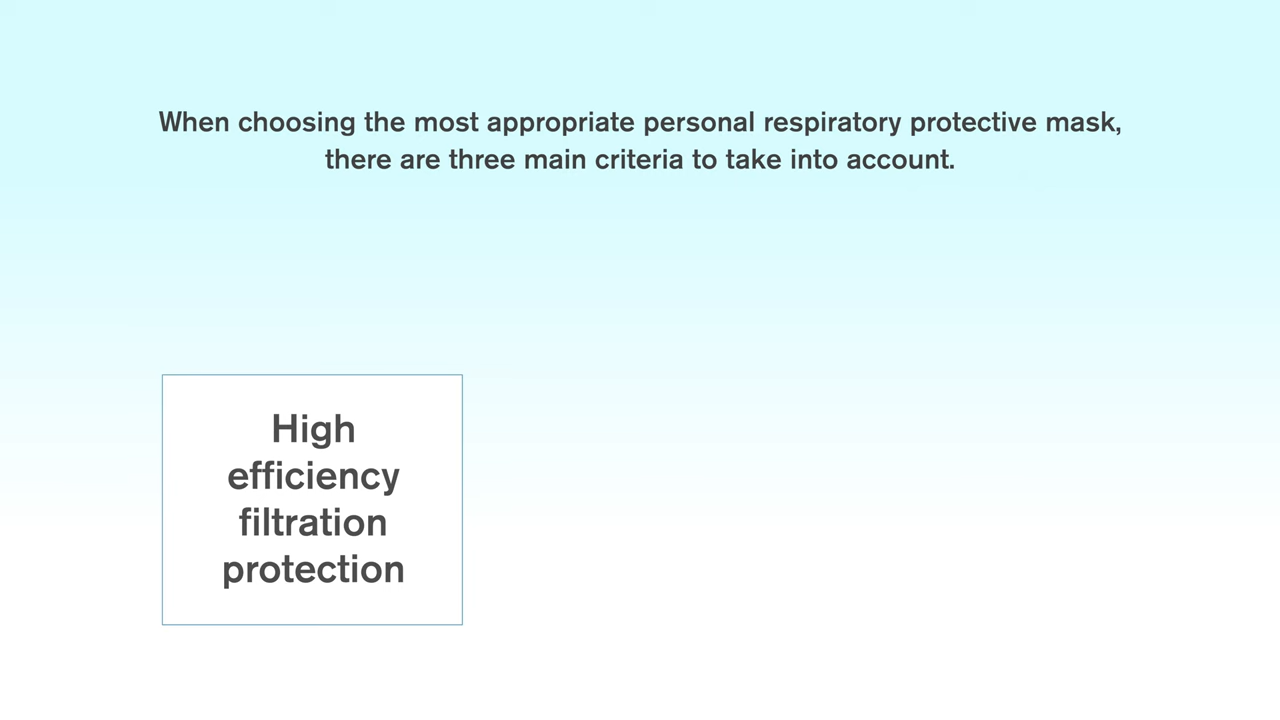 When choosing the most appropriate personal respiratory protective mask,
there are three main criteria to take into account.
High
efficiency
filtration
protection